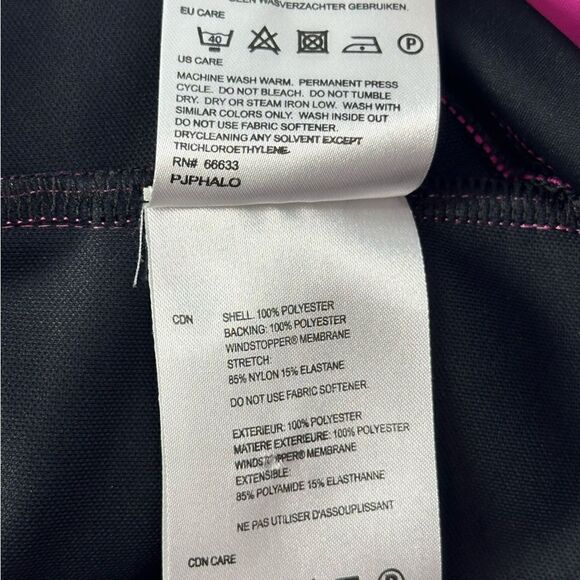 WASVERZACHTER GEBRUIKEN.
EU CARE
40
P
US CARE
MACHINE WASH WARM. PERMANENT PRESS
CYCLE. DO NOT BLEACH. DO NOT TUMBLE
DRY. DRY OR STEAM IRON LOW. WASH WITH
SIMILAR COLORS ONLY. WASH INSIDE OUT
DO NOT USE FABRIC SOFTENER.
DRYCLEANING ANY SOLVENT EXCEPT
TRICHLOROETHYLENE.
RN# 66633
PJPHALO
CDN
SHELL: 100% POLYESTER
BACKING: 100% POLYESTER
WINDSTOPPER® MEMBRANE
STRETCH:
85% NYLON 15% ELASTANE
DO NOT USE FABRIC SOFTENER.
EXTERIEUR: 100% POLYESTER
MATIERE EXTERIEURE: 100% POLYESTER
WINDSTOPPER® MEMBRANE
EXTENSIBLE:
85% POLYAMIDE 15% ELASTHANNE
NE PAS UTILISER D'ASSOUPLISSANT
CDN CARE
P